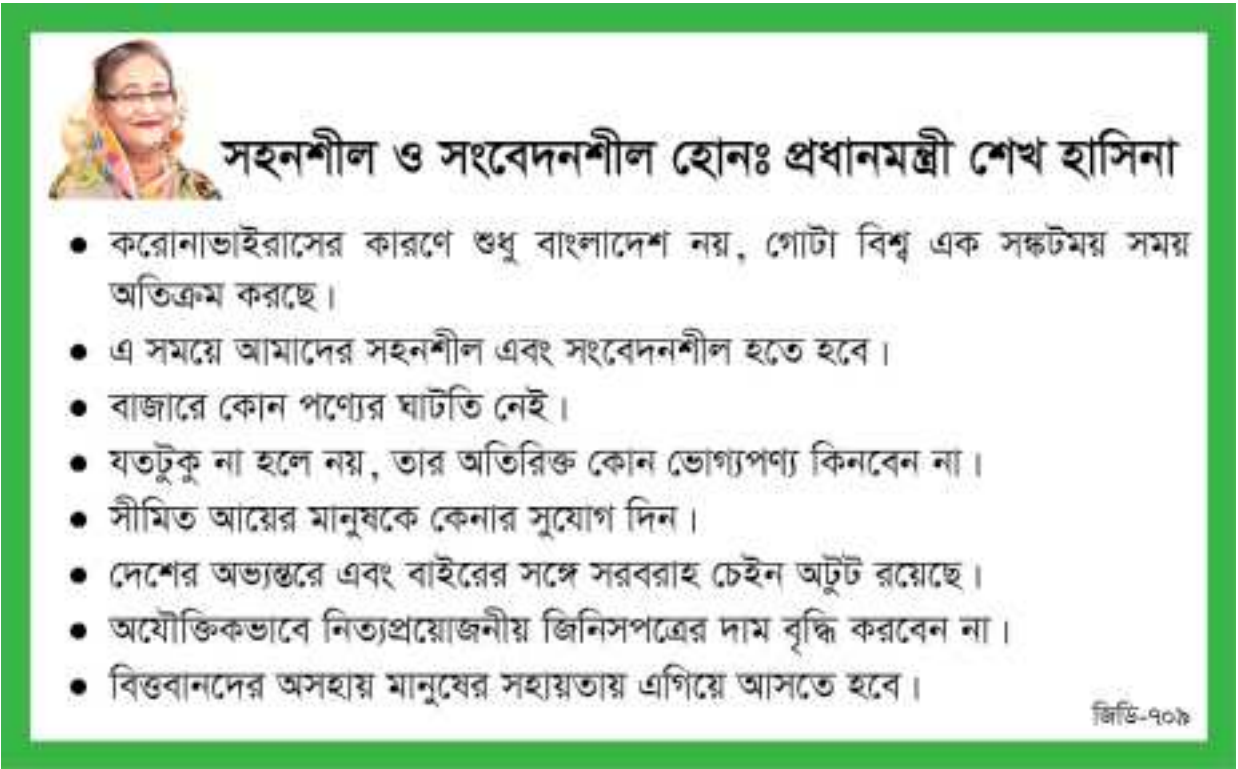 সহনশীল ও সংবেদনশীল হোনঃ প্রধানমন্ত্রী শেখ হাসিনা
● করোনাভাইরাসের কারণে শুধু বাংলাদেশ নয়, গোটা বিশ্ব এক সঙ্কটময় সময়
অতিক্রম করছে।
● এ সময়ে আমাদের সহনশীল এবং সংবেদনশীল হতে হবে।
● বাজারে কোন পণ্যের ঘাটতি নেই।
● যতটুকু না হলে নয়, তার অতিরিক্ত কোন ভোগ্যপণ্য কিনবেন না।
● সীমিত আয়ের মানুষকে কেনার সুযোগ দিন।
● দেশের অভ্যন্তরে এবং বাইরের সঙ্গে সরবরাহ চেইন অটুট রয়েছে।
● অযৌক্তিকভাবে নিত্যপ্রয়োজনীয় জিনিসপত্রের দাম বৃদ্ধি করবেন না।
● বিত্তবানদের অসহায় মানুষের সহায়তায় এগিয়ে আসতে হবে।
জিডি-৭০৯